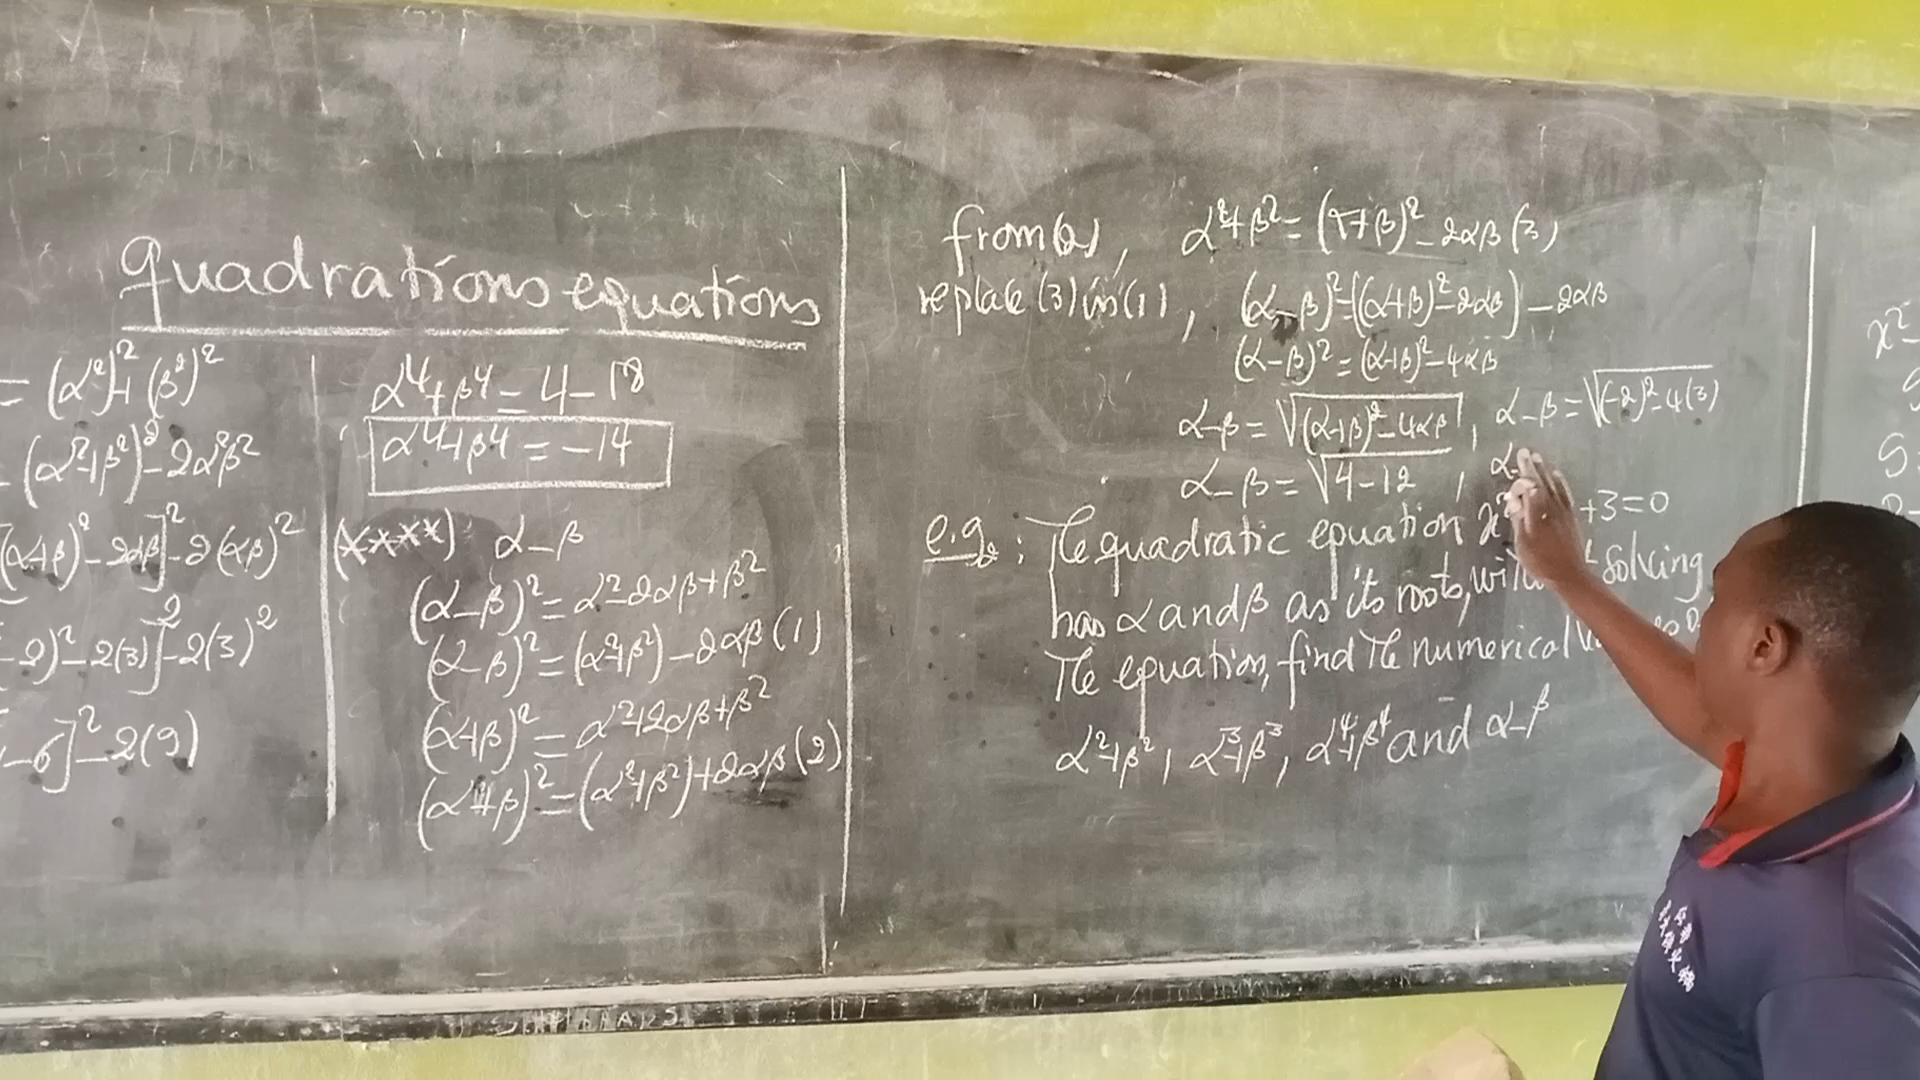 quadrations equations
= (α²)²+(β²)²
(α²+β²)²-2α²β²
[(α+β)²-2αβ]²-2(αβ)²
-2)²-2(3)]²-2(3)²
-6]²-2(9)
α⁴+β⁴=4-18
α⁴+β⁴=-14
(xxxx) α-β
(α-β)²=α²-2αβ+β²
(α-β)²=(α²+β²)-2αβ (1)
(α+β)²=α²+2αβ+β²
(α+β)²=(α²+β²)+2αβ (2)
from(2), α²+β²=(α+β)²-2αβ (3)
replace (3) in (1), (α-β)²=((α+β)²-2αβ)-2αβ
(α-β)²=(α+β)²-4αβ
α-β=√(α+β)²-4αβ, α-β=√(-2)²-4(3)
α-β=√4-12, α-
e.g: The quadratic equation x² +3=0
has α and β as its roots, solving
The equation, find The numerical
α²+β², α³+β³, α⁴+β⁴ and α-β
x²-